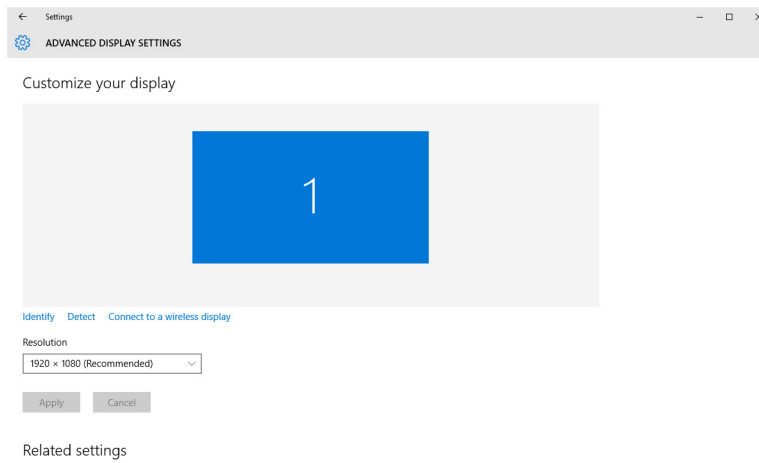 Settings
ADVANCED DISPLAY SETTINGS
Customize your display
1
Identify Detect Connect to a wireless display
Resolution
1920 × 1080 (Recommended)
Apply Cancel
Related settings